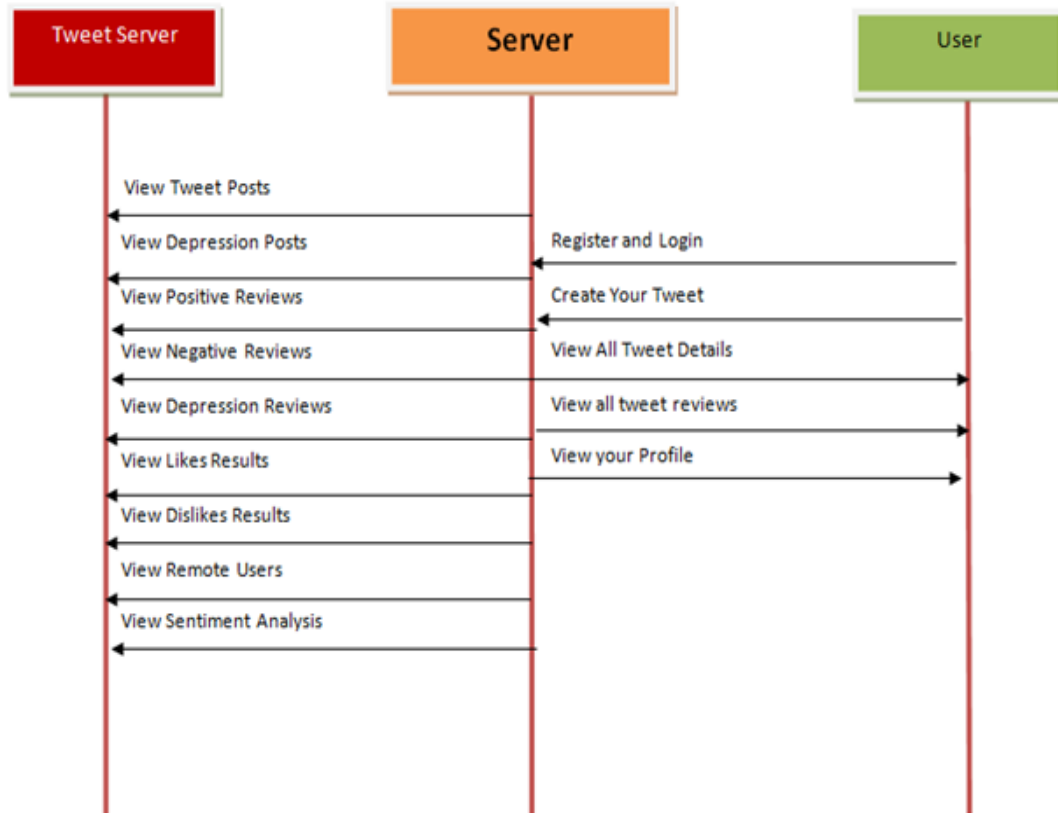 Tweet Server
Server
User
View Tweet Posts
View Depression Posts
Register and Login
View Positive Reviews
Create Your Tweet
View Negative Reviews
View All Tweet Details
View Depression Reviews
View all tweet reviews
View Likes Results
View your Profile
View Dislikes Results
View Remote Users
View Sentiment Analysis